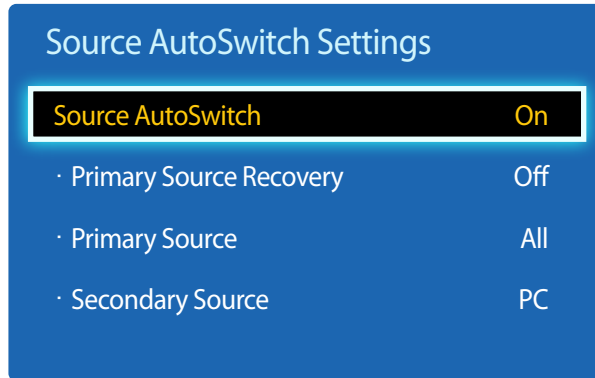 Source AutoSwitch Settings
Source AutoSwitch On
· Primary Source Recovery Off
· Primary Source All
· Secondary Source PC